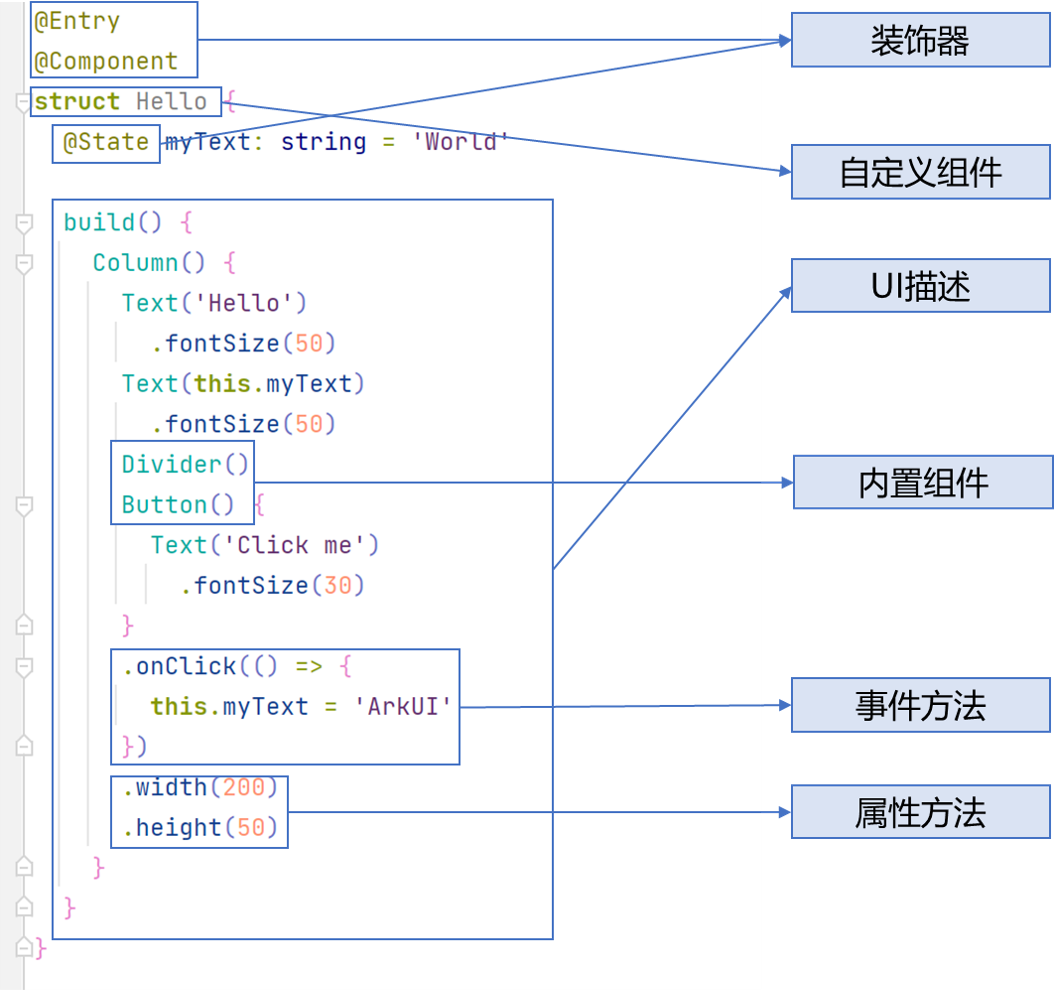 @Entry
@Component
struct Hello {
@State myText: string = 'World'
build() {
Column() {
Text('Hello')
.fontSize(50)
Text(this.myText)
.fontSize(50)
Divider()
Button() {
Text('Click me')
.fontSize(30)
}
.onClick(() => {
this.myText = 'ArkUI'
})
.width(200)
.height(50)
}
}
}
装饰器
自定义组件
UI描述
内置组件
事件方法
属性方法